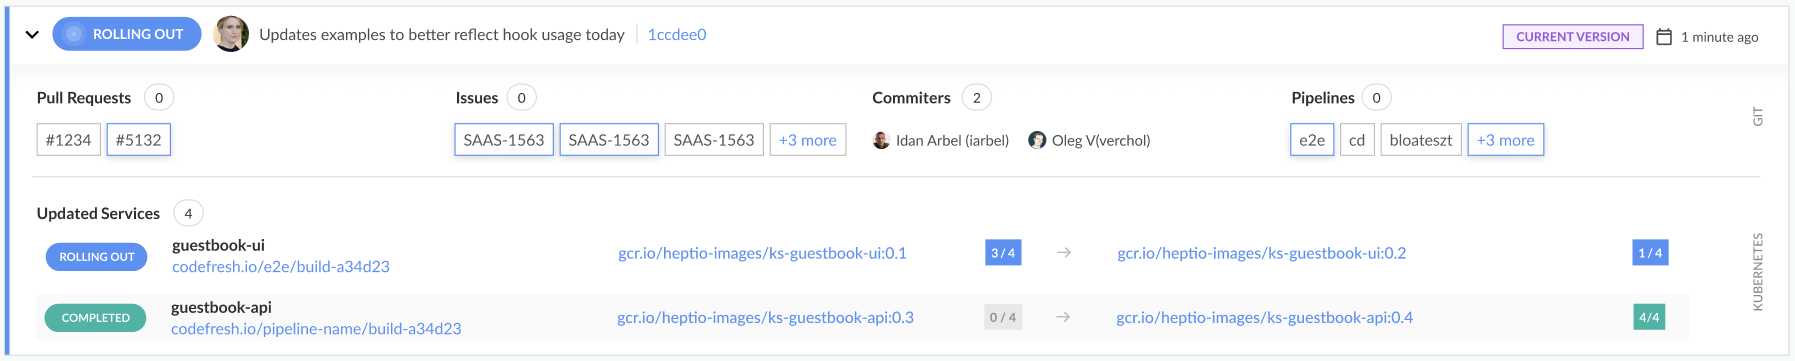 ROLLING OUT Updates examples to better reflect hook usage today 1ccdee0 CURRENT VERSION 1 minute ago
Pull Requests 0 Issues 0 Commiters 2 Pipelines 0
#1234 #5132 SAAS-1563 SAAS-1563 SAAS-1563 +3 more Idan Arbel (iarbel) Oleg V(verchol) e2e cd bloateszt +3 more
GIT
Updated Services 4
guestbook-ui
ROLLING OUT gcr.io/heptio-images/ks-guestbook-ui:0.1 3 / 4 → gcr.io/heptio-images/ks-guestbook-ui:0.2 1 / 4
codefresh.io/e2e/build-a34d23
guestbook-api
COMPLETED gcr.io/heptio-images/ks-guestbook-api:0.3 0 / 4 → gcr.io/heptio-images/ks-guestbook-api:0.4 4/4
codefresh.io/pipeline-name/build-a34d23
KUBERNETES